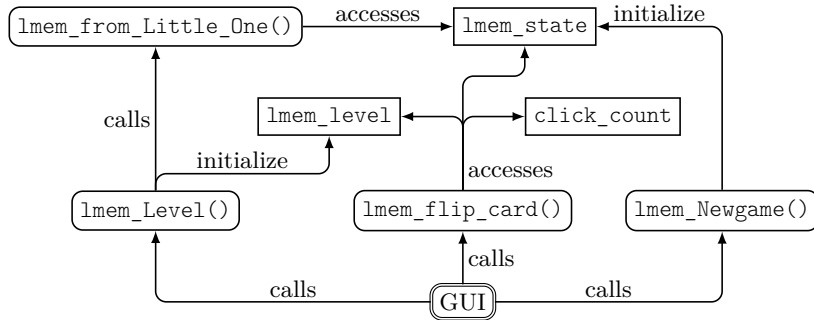 lmem_from_Little_One()
accesses
lmem_state
initialize
calls
lmem_level
click_count
initialize
accesses
lmem_Level()
lmem_flip_card()
lmem_Newgame()
calls
calls
GUI
calls